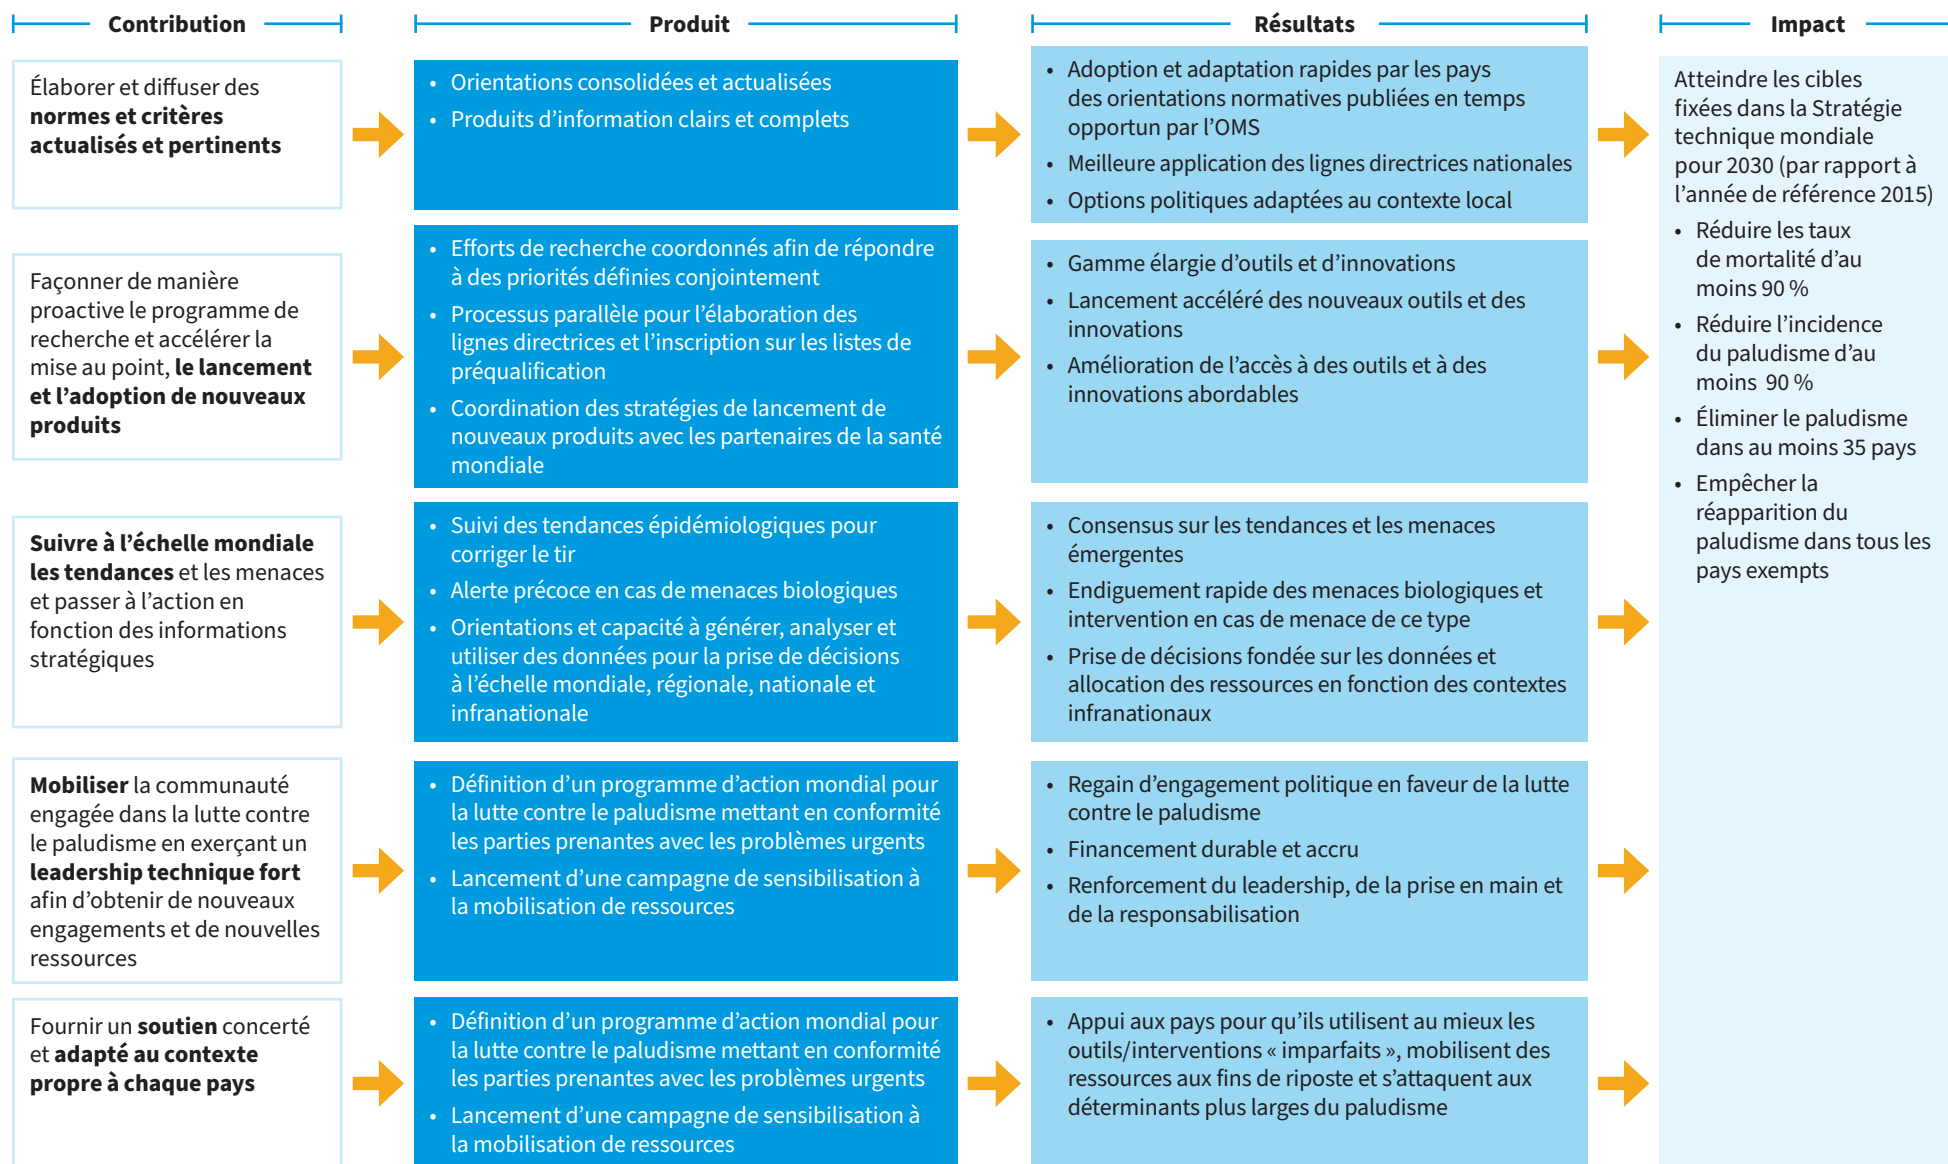 Contribution
Produit
Résultats
Impact
Élaborer et diffuser des
normes et critères
actualisés et pertinents
• Orientations consolidées et actualisées
• Produits d’information clairs et complets
• Adoption et adaptation rapides par les pays
des orientations normatives publiées en temps
opportun par l’OMS
• Meilleure application des lignes directrices nationales
• Options politiques adaptées au contexte local
Façonner de manière
proactive le programme de
recherche et accélérer la
mise au point, le lancement
et l’adoption de nouveaux
produits
• Efforts de recherche coordonnés afin de répondre
à des priorités définies conjointement
• Processus parallèle pour l’élaboration des
lignes directrices et l’inscription sur les listes de
préqualification
• Coordination des stratégies de lancement de
nouveaux produits avec les partenaires de la santé
mondiale
• Gamme élargie d’outils et d’innovations
• Lancement accéléré des nouveaux outils et des
innovations
• Amélioration de l’accès à des outils et à des
innovations abordables
Suivre à l’échelle mondiale
les tendances et les menaces
et passer à l’action en
fonction des informations
stratégiques
• Suivi des tendances épidémiologiques pour
corriger le tir
• Alerte précoce en cas de menaces biologiques
• Orientations et capacité à générer, analyser et
utiliser des données pour la prise de décisions
à l’échelle mondiale, régionale, nationale et
infranationale
• Consensus sur les tendances et les menaces
émergentes
• Endiguement rapide des menaces biologiques et
intervention en cas de menace de ce type
• Prise de décisions fondée sur les données et
allocation des ressources en fonction des contextes
infranationaux
Mobiliser la communauté
engagée dans la lutte contre
le paludisme en exerçant un
leadership technique fort
afin d’obtenir de nouveaux
engagements et de nouvelles
ressources
• Définition d’un programme d’action mondial pour
la lutte contre le paludisme mettant en conformité
les parties prenantes avec les problèmes urgents
• Lancement d’une campagne de sensibilisation à
la mobilisation de ressources
• Regain d’engagement politique en faveur de la lutte
contre le paludisme
• Financement durable et accru
• Renforcement du leadership, de la prise en main et
de la responsabilisation
Fournir un soutien concerté
et adapté au contexte
propre à chaque pays
• Définition d’un programme d’action mondial pour
la lutte contre le paludisme mettant en conformité
les parties prenantes avec les problèmes urgents
• Lancement d’une campagne de sensibilisation à
la mobilisation de ressources
• Appui aux pays pour qu’ils utilisent au mieux les
outils/interventions « imparfaits », mobilisent des
ressources aux fins de riposte et s’attaquent aux
déterminants plus larges du paludisme
Atteindre les cibles
fixées dans la Stratégie
technique mondiale
pour 2030 (par rapport à
l’année de référence 2015)
• Réduire les taux
de mortalité d’au
moins 90 %
• Réduire l’incidence
du paludisme d’au
moins 90 %
• Éliminer le paludisme
dans au moins 35 pays
• Empêcher la
réapparition du
paludisme dans tous les
pays exempts